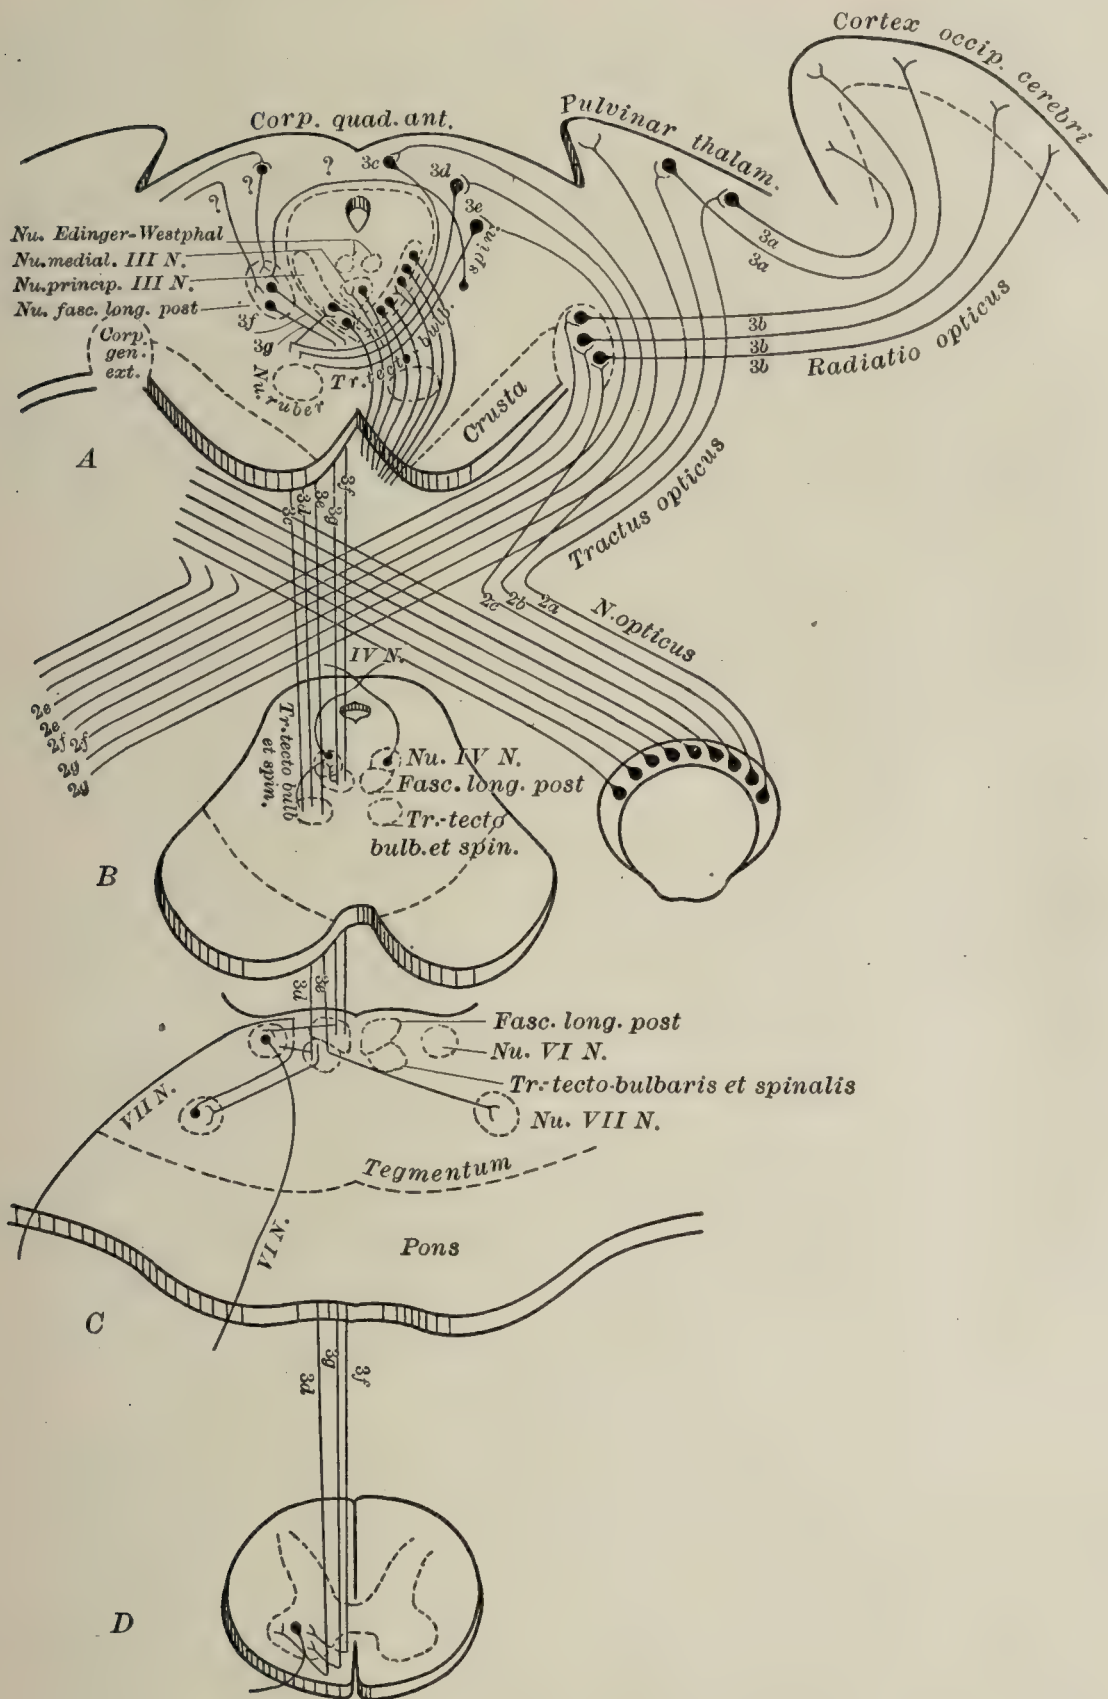 Cortex occip. cerebri
Pulvinar thalam.
Corp. quad. ant.
?
?
?
3c
3d
3e
spin.
bulb.
Tr. tect.
Nu. Edinger-Westphal
Nu. medial. III N.
Nu. princip. III N.
Nu. fasc. long. post
3f
3g
Corp.
gen.
ext.
Nu. ruber
Crusta
3a
3a
3b
3b
3b
Radiatio opticus
A
3c
3d
3e
3g
3f
Tractus opticus
2c
2b
2a
N. opticus
IV N.
2e
2e
2f
2f
2g
2g
Tr.-tecto bulb
et spin.
Nu. IV N.
Fasc. long. post
Tr.-tecto
bulb. et spin.
B
3d
3e
Fasc. long. post
Nu. VI N.
Tr.-tecto-bulbaris et spinalis
Nu. VII N.
VII N.
Tegmentum
VI N.
Pons
C
3d
3g
3f
D